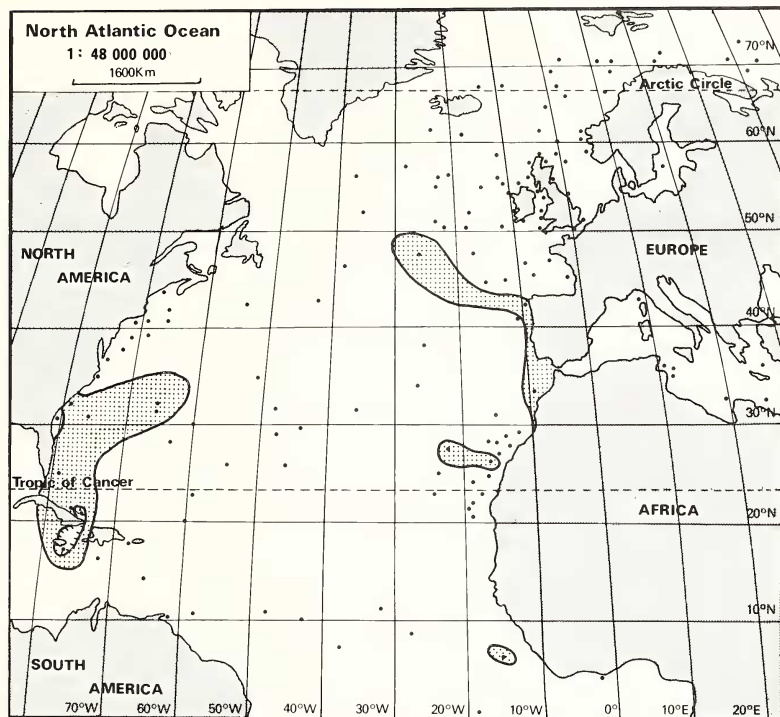 North Atlantic Ocean
1: 48 000 000
1600Km
70°N
Arctic Circle
60°N
50°N
NORTH
AMERICA
EUROPE
40°N
30°N
Tropic of Cancer
20°N
AFRICA
10°N
SOUTH
AMERICA
70°W
60°W
50°W
40°W
30°W
20°W
10°W
0°
10°E
20°E